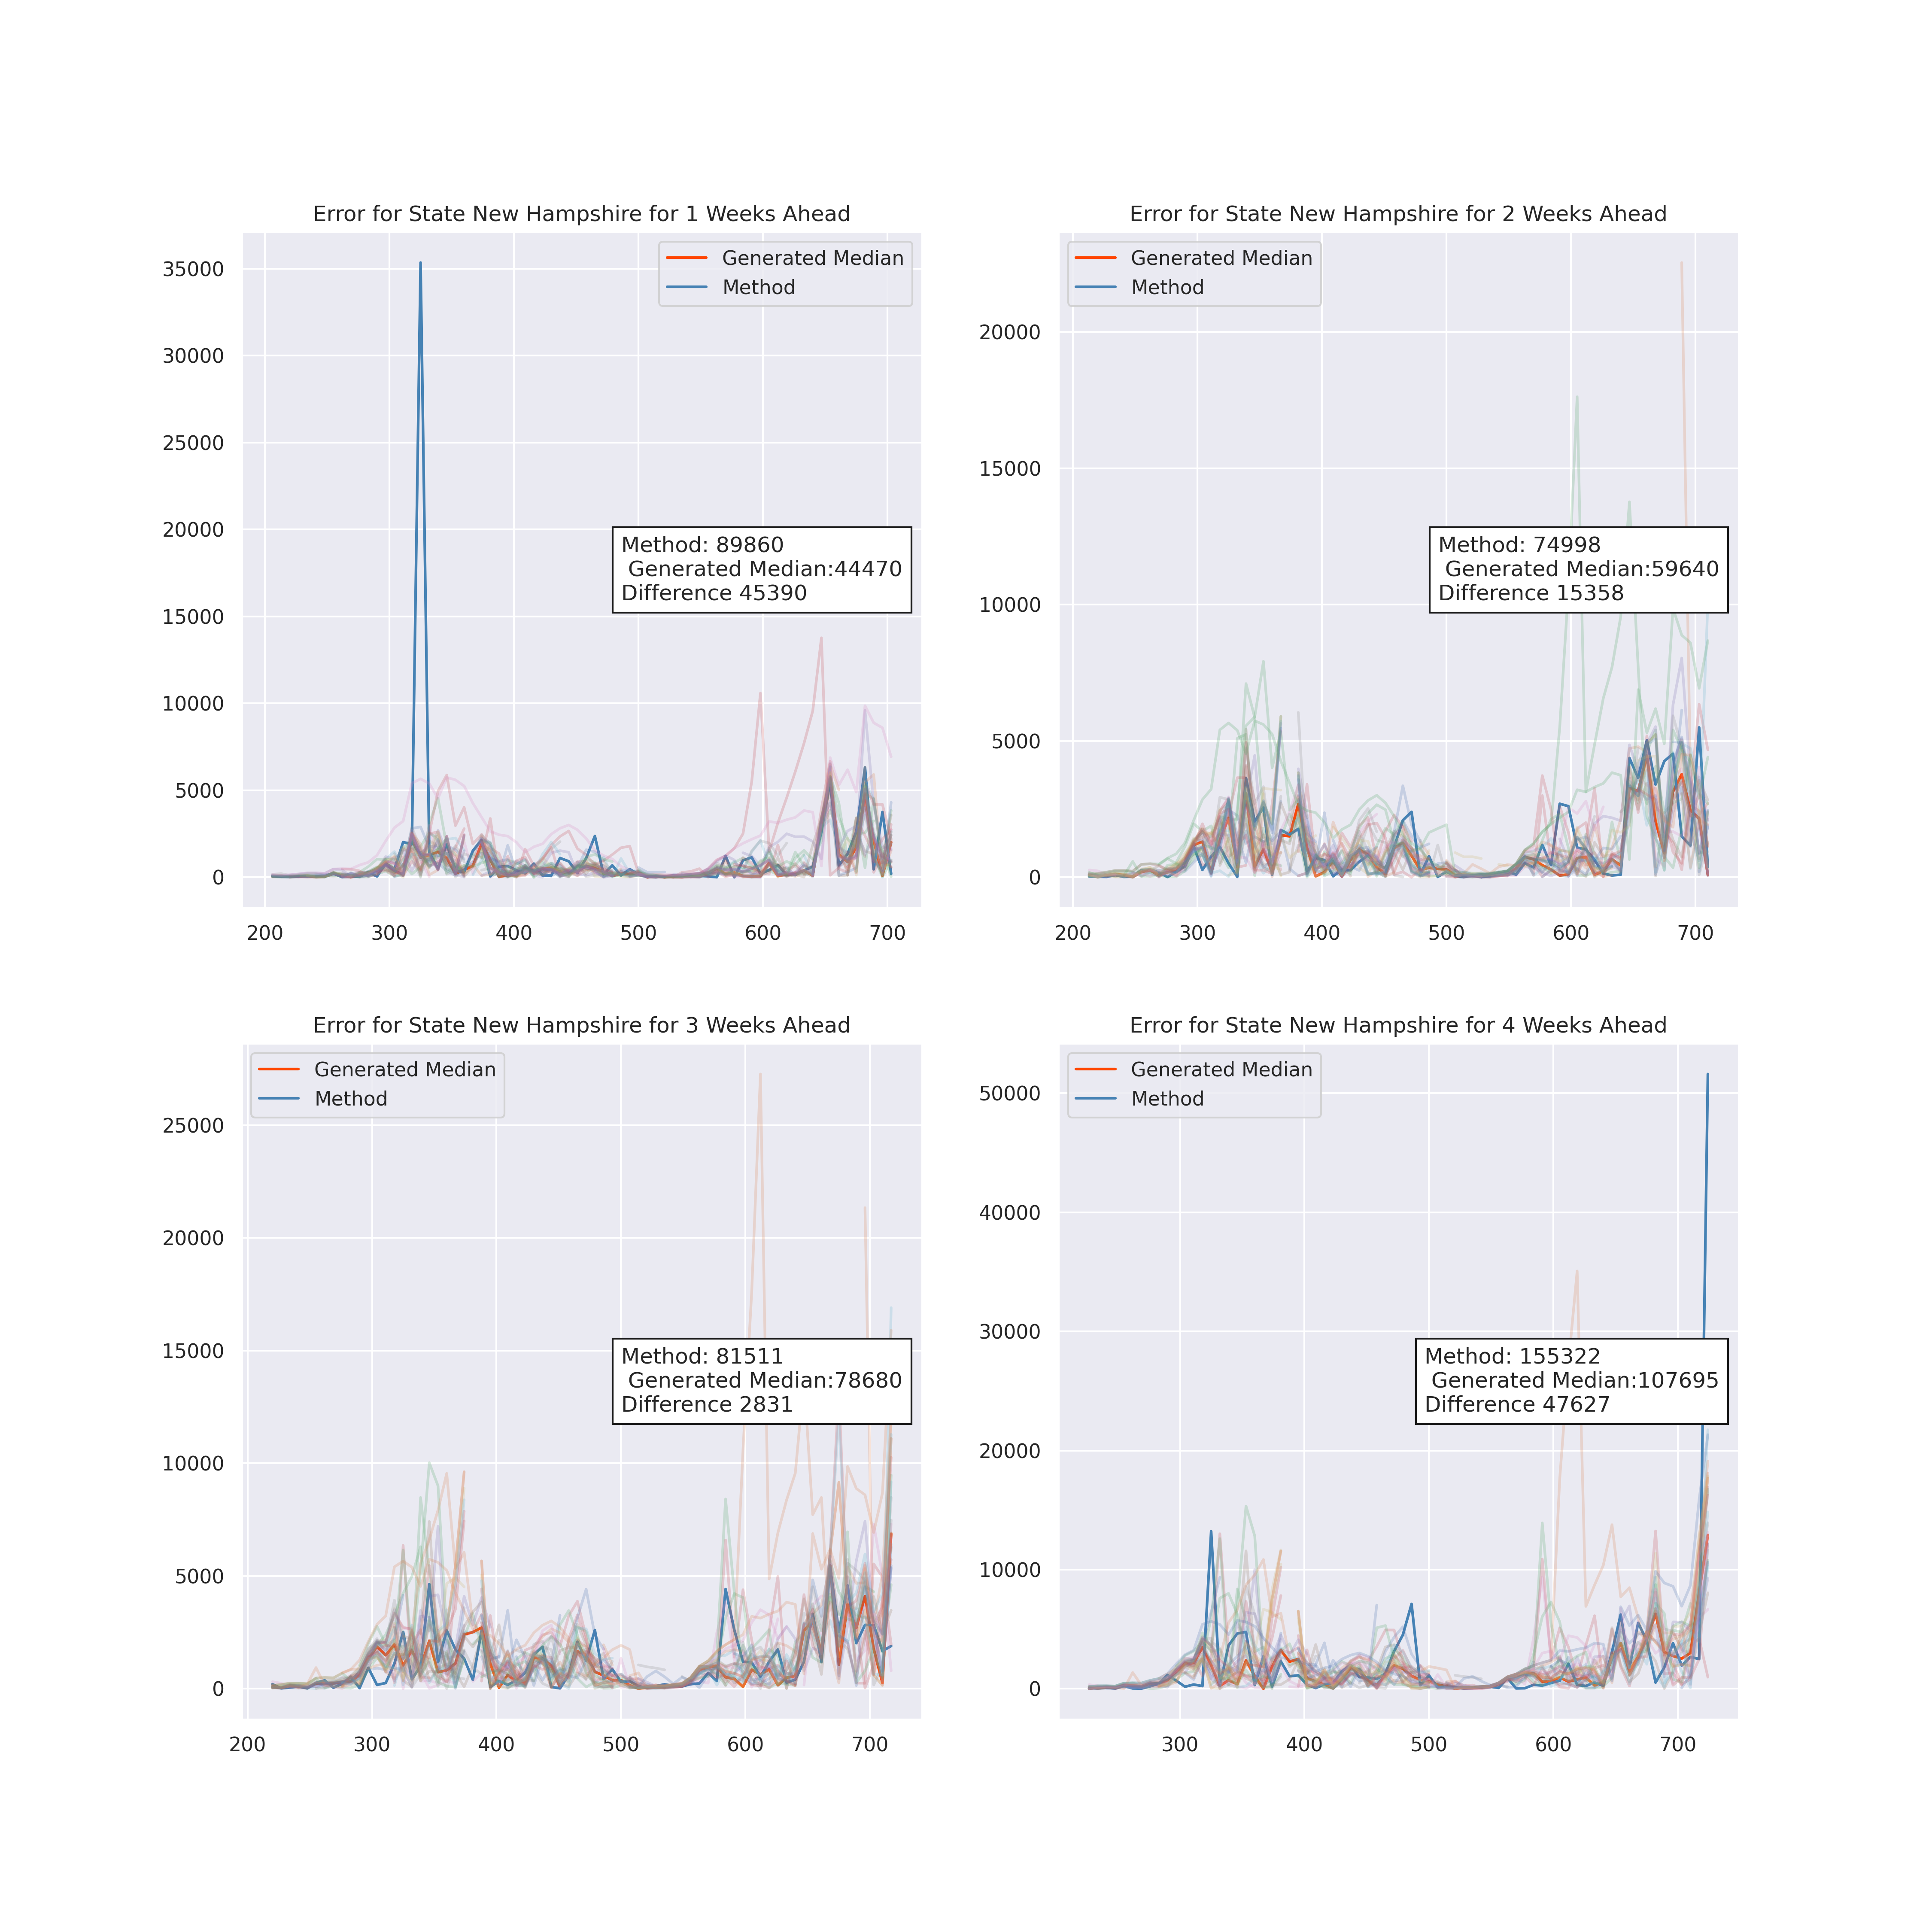 Error for State New Hampshire for 1 Weeks Ahead
Generated Median
Method
35000
30000
25000
20000
15000
10000
5000
0
Method: 89860
Generated Median:44470
Difference 45390
200 300 400 500 600 700
Error for State New Hampshire for 2 Weeks Ahead
Generated Median
Method
20000
15000
10000
5000
0
Method: 74998
Generated Median:59640
Difference 15358
200 300 400 500 600 700
Error for State New Hampshire for 3 Weeks Ahead
Generated Median
Method
25000
20000
15000
10000
5000
0
Method: 81511
Generated Median:78680
Difference 2831
200 300 400 500 600 700
Error for State New Hampshire for 4 Weeks Ahead
Generated Median
Method
50000
40000
30000
20000
10000
0
Method: 155322
Generated Median:107695
Difference 47627
300 400 500 600 700